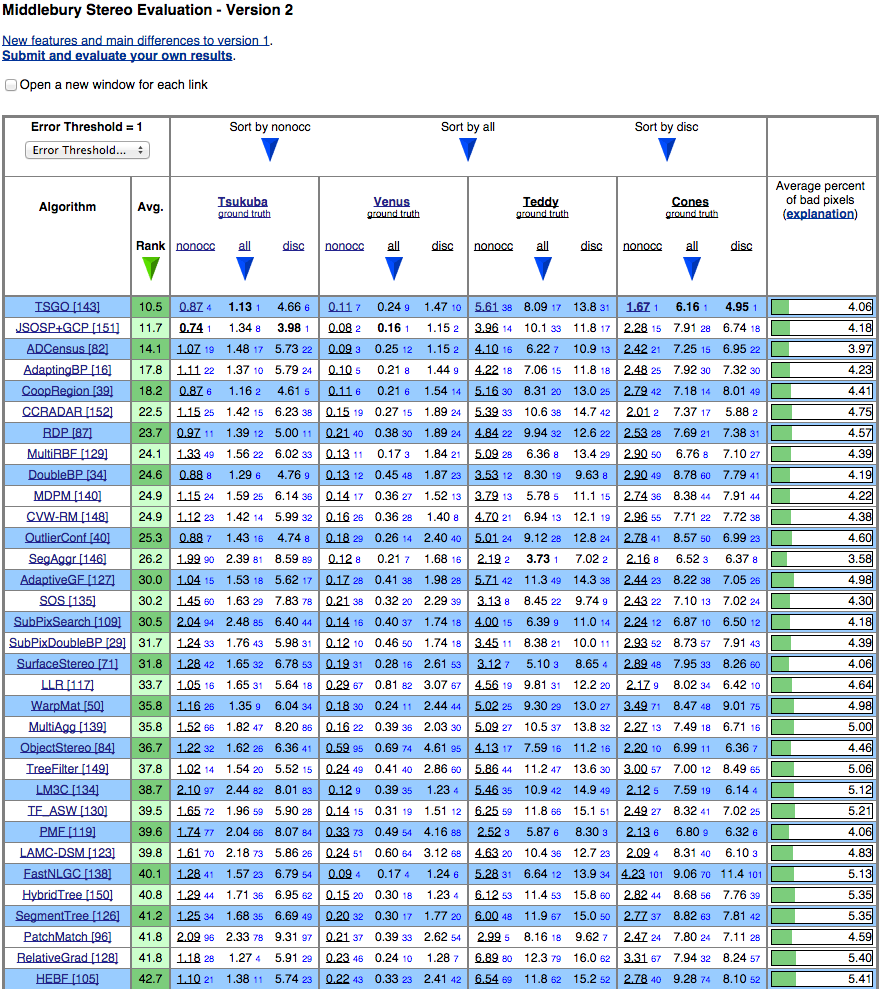 Middlebury Stereo Evaluation - Version 2
New features and main differences to version 1.
Submit and evaluate your own results.
Open a new window for each link
Error Threshold = 1 Sort by nonocc Sort by all Sort by disc
Error Threshold...
Algorithm Avg. Tsukuba Venus Teddy Cones Average percent of bad pixels (explanation)
ground truth ground truth ground truth ground truth
Rank nonocc all disc nonocc all disc nonocc all disc nonocc all disc
TSGO [143] 10.5 0.87 4 1.13 1 4.66 6 0.11 7 0.24 9 1.47 10 5.61 38 8.09 17 13.8 31 1.67 1 6.16 1 4.95 1 4.06
JSOSP+GCP [151] 11.7 0.74 1 1.34 8 3.98 1 0.08 2 0.16 1 1.15 2 3.96 14 10.1 33 11.8 17 2.28 15 7.91 28 6.74 18 4.18
ADCensus [82] 14.1 1.07 19 1.48 17 5.73 22 0.09 3 0.25 12 1.15 2 4.10 16 6.22 7 10.9 13 2.42 21 7.25 15 6.95 22 3.97
AdaptingBP [16] 17.8 1.11 22 1.37 10 5.79 24 0.10 5 0.21 8 1.44 9 4.22 18 7.06 15 11.8 18 2.48 25 7.92 30 7.32 30 4.23
CoopRegion [39] 18.2 0.87 6 1.16 2 4.61 5 0.11 6 0.21 6 1.54 14 5.16 30 8.31 20 13.0 25 2.79 42 7.18 14 8.01 49 4.41
CCRADAR [152] 22.5 1.15 25 1.42 15 6.23 38 0.15 19 0.27 15 1.89 24 5.39 33 10.6 38 14.7 42 2.01 2 7.37 17 5.88 2 4.75
RDP [87] 23.7 0.97 11 1.39 12 5.00 11 0.21 40 0.38 30 1.89 24 4.84 22 9.94 32 12.6 22 2.53 28 7.69 21 7.38 31 4.57
MultiRBF [129] 24.1 1.33 49 1.56 22 6.02 33 0.13 11 0.17 3 1.84 21 5.09 28 6.36 8 13.4 29 2.90 50 6.76 8 7.10 27 4.39
DoubleBP [34] 24.6 0.88 8 1.29 6 4.76 9 0.13 12 0.45 48 1.87 23 3.53 12 8.30 19 9.63 8 2.90 49 8.78 60 7.79 41 4.19
MDPM [140] 24.9 1.15 24 1.59 25 6.14 36 0.14 17 0.36 27 1.52 13 3.79 13 5.78 5 11.1 15 2.74 36 8.38 44 7.91 44 4.22
CVW-RM [148] 24.9 1.12 23 1.42 14 5.99 32 0.16 26 0.36 28 1.40 8 4.70 21 6.94 13 12.1 19 2.96 55 7.71 22 7.72 38 4.38
OutlierConf [40] 25.3 0.88 7 1.43 16 4.74 8 0.18 29 0.26 14 2.40 40 5.01 24 9.12 28 12.8 24 2.78 41 8.57 50 6.99 23 4.60
SegAggr [146] 26.2 1.99 90 2.39 81 8.59 89 0.12 8 0.21 7 1.68 16 2.19 2 3.73 1 7.02 2 2.16 8 6.52 3 6.37 8 3.58
AdaptiveGF [127] 30.0 1.04 15 1.53 18 5.62 17 0.17 28 0.41 38 1.98 28 5.71 42 11.3 49 14.3 38 2.44 23 8.22 38 7.05 26 4.98
SOS [135] 30.2 1.45 60 1.63 29 7.83 78 0.21 38 0.32 20 2.29 39 3.13 8 8.45 22 9.74 9 2.43 22 7.10 13 7.02 24 4.30
SubPixSearch [109] 30.5 2.04 94 2.48 85 6.40 44 0.14 16 0.40 37 1.74 18 4.00 15 6.39 9 11.0 14 2.24 12 6.87 10 6.50 12 4.18
SubPixDoubleBP [29] 31.7 1.24 33 1.76 43 5.98 31 0.12 10 0.46 50 1.74 18 3.45 11 8.38 21 10.0 11 2.93 52 8.73 57 7.91 43 4.39
SurfaceStereo [71] 31.8 1.28 42 1.65 32 6.78 53 0.19 31 0.28 16 2.61 53 3.12 7 5.10 3 8.65 4 2.89 48 7.95 33 8.26 60 4.06
LLR [117] 33.7 1.05 16 1.65 31 5.64 18 0.29 67 0.81 82 3.07 67 4.56 19 9.81 31 12.2 20 2.17 9 8.02 34 6.42 10 4.64
WarpMat [50] 35.8 1.16 26 1.35 9 6.04 34 0.18 30 0.24 11 2.44 44 5.02 25 9.30 29 13.0 27 3.49 71 8.47 48 9.01 75 4.98
MultiAgg [139] 35.8 1.52 66 1.82 47 8.20 86 0.16 22 0.39 36 2.03 30 5.09 27 10.5 37 13.8 32 2.27 13 7.49 18 6.71 16 5.00
ObjectStereo [84] 36.7 1.22 32 1.62 26 6.36 41 0.59 95 0.69 74 4.61 95 4.13 17 7.59 16 11.2 16 2.20 10 6.99 11 6.36 7 4.46
TreeFilter [149] 37.8 1.02 14 1.54 20 5.52 15 0.24 49 0.41 40 2.86 60 5.86 44 11.2 47 13.6 30 3.00 57 7.00 12 8.49 65 5.06
LM3C [134] 38.7 2.10 97 2.44 82 8.01 83 0.12 9 0.39 35 1.23 4 5.46 35 10.9 42 14.9 49 2.12 5 7.59 19 6.14 4 5.12
TF_ASW [130] 39.5 1.65 72 1.96 59 5.90 28 0.14 15 0.31 19 1.51 12 6.25 59 11.8 66 15.1 51 2.49 27 8.32 41 7.02 25 5.21
PMF [119] 39.6 1.74 77 2.04 66 8.07 84 0.33 73 0.49 54 4.16 88 2.52 3 5.87 6 8.30 3 2.13 6 6.80 9 6.32 6 4.06
LAMC-DSM [123] 39.8 1.61 70 2.18 73 5.86 26 0.24 51 0.60 64 3.12 68 4.63 20 10.4 36 12.7 23 2.09 4 8.31 40 6.10 3 4.83
FastNLGC [138] 40.1 1.28 41 1.57 23 6.79 54 0.09 4 0.17 4 1.24 6 5.28 31 6.64 12 13.9 34 4.23 101 9.06 70 11.4 101 5.13
HybridTree [150] 40.8 1.29 44 1.71 36 6.95 62 0.15 20 0.30 18 1.23 4 6.12 53 11.4 53 15.8 60 2.82 44 8.68 56 7.76 39 5.35
SegmentTree [126] 41.2 1.25 34 1.68 35 6.69 49 0.20 32 0.30 17 1.77 20 6.00 48 11.9 67 15.0 50 2.77 37 8.82 63 7.81 42 5.35
PatchMatch [96] 41.8 2.09 96 2.33 78 9.31 97 0.21 37 0.39 33 2.62 54 2.99 5 8.16 18 9.62 7 2.47 24 7.80 24 7.11 28 4.59
RelativeGrad [128] 41.8 1.18 28 1.27 4 5.91 29 0.23 46 0.24 10 1.28 7 6.89 80 12.3 79 16.0 62 3.31 67 7.94 32 8.24 57 5.40
HEBF [105] 42.7 1.10 21 1.38 11 5.74 23 0.22 43 0.33 23 2.41 42 6.54 69 11.8 62 15.2 52 2.78 40 9.28 74 8.10 52 5.41